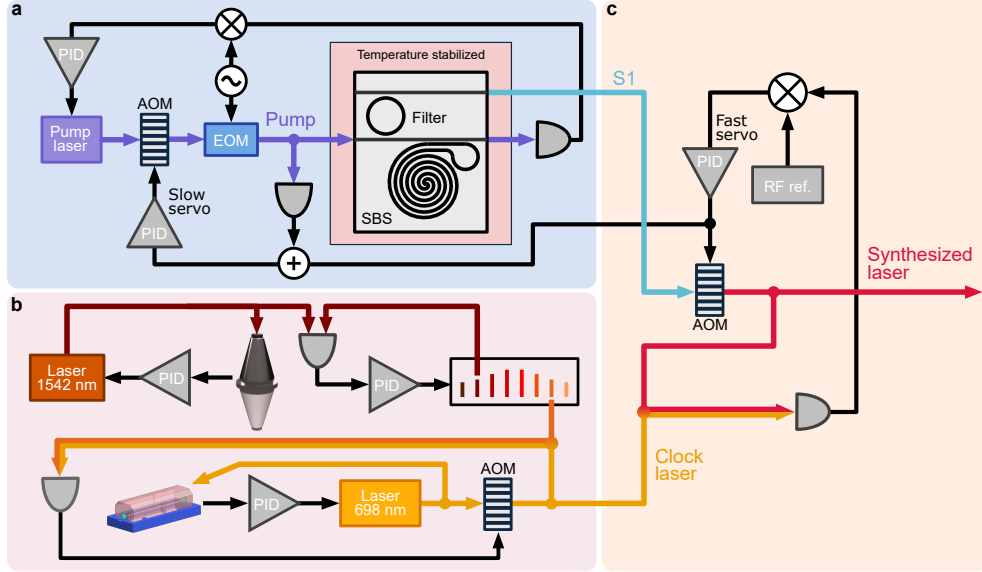 a
PID
AOM
Pump
laser
EOM
Pump
Slow
servo
PID
Temperature stabilized
Filter
SBS
b
Laser
1542 nm
PID
PID
PID
Laser
698 nm
AOM
c
S1
Fast
servo
PID
RF ref.
AOM
Synthesized
laser
Clock
laser